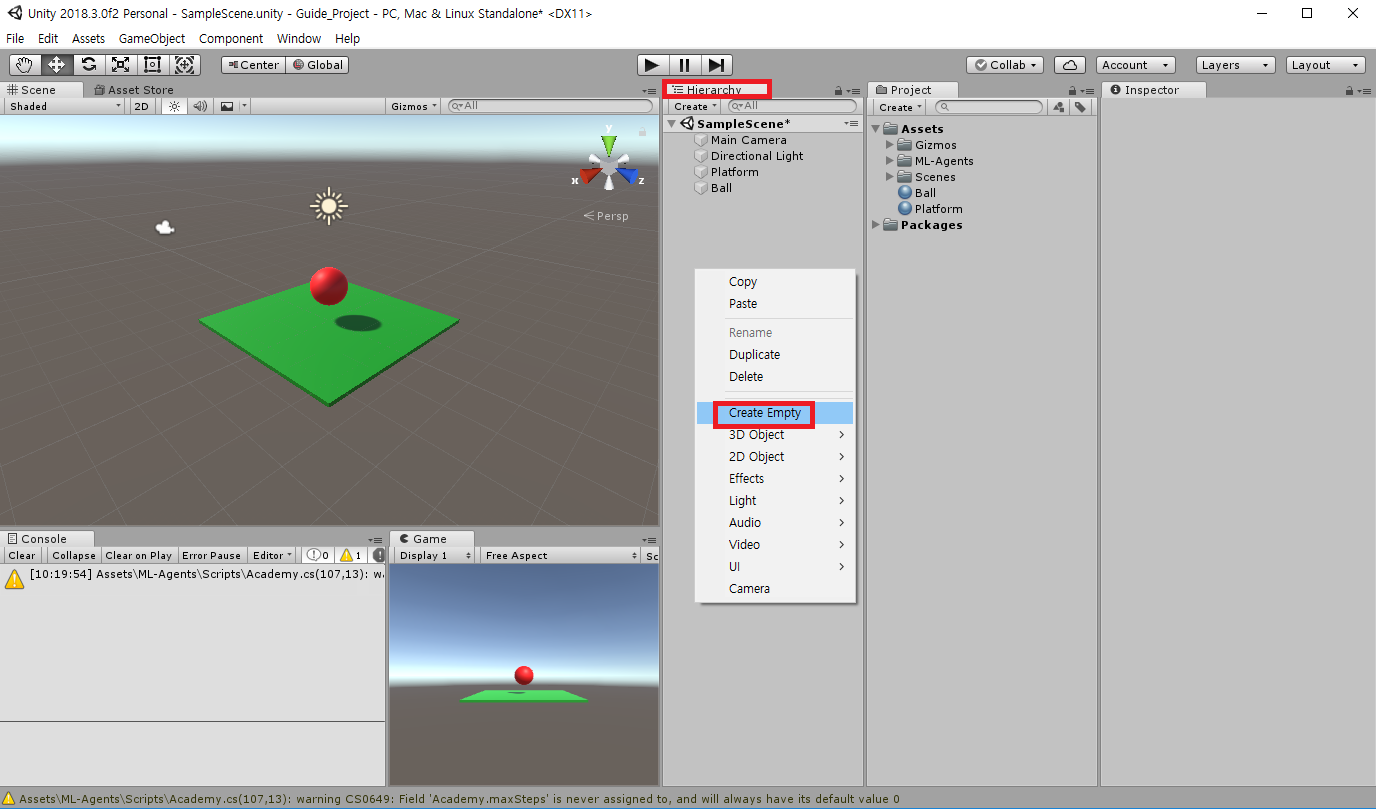 Unity 2018.3.0f2 Personal - SampleScene.unity - Guide_Project - PC, Mac & Linux Standalone* <DX11>
File Edit Assets GameObject Component Window Help
Center Global Collab Account Layers Layout
Scene Asset Store
Shaded 2D Gizmos All
y
x z
Persp
Hierarchy
Create All
SampleScene*
Main Camera
Directional Light
Platform
Ball
Copy
Paste
Rename
Duplicate
Delete
Create Empty
3D Object
2D Object
Effects
Light
Audio
Video
UI
Camera
Project
Create
Assets
Gizmos
ML-Agents
Scenes
Ball
Platform
Packages
Inspector
Console
Clear Collapse Clear on Play Error Pause Editor 0 1
[10:19:54] Assets\ML-Agents\Scripts\Academy.cs(107,13): wa
Game
Display 1 Free Aspect Sc
Assets\ML-Agents\Scripts\Academy.cs(107,13): warning CS0649: Field 'Academy.maxSteps' is never assigned to, and will always have its default value 0